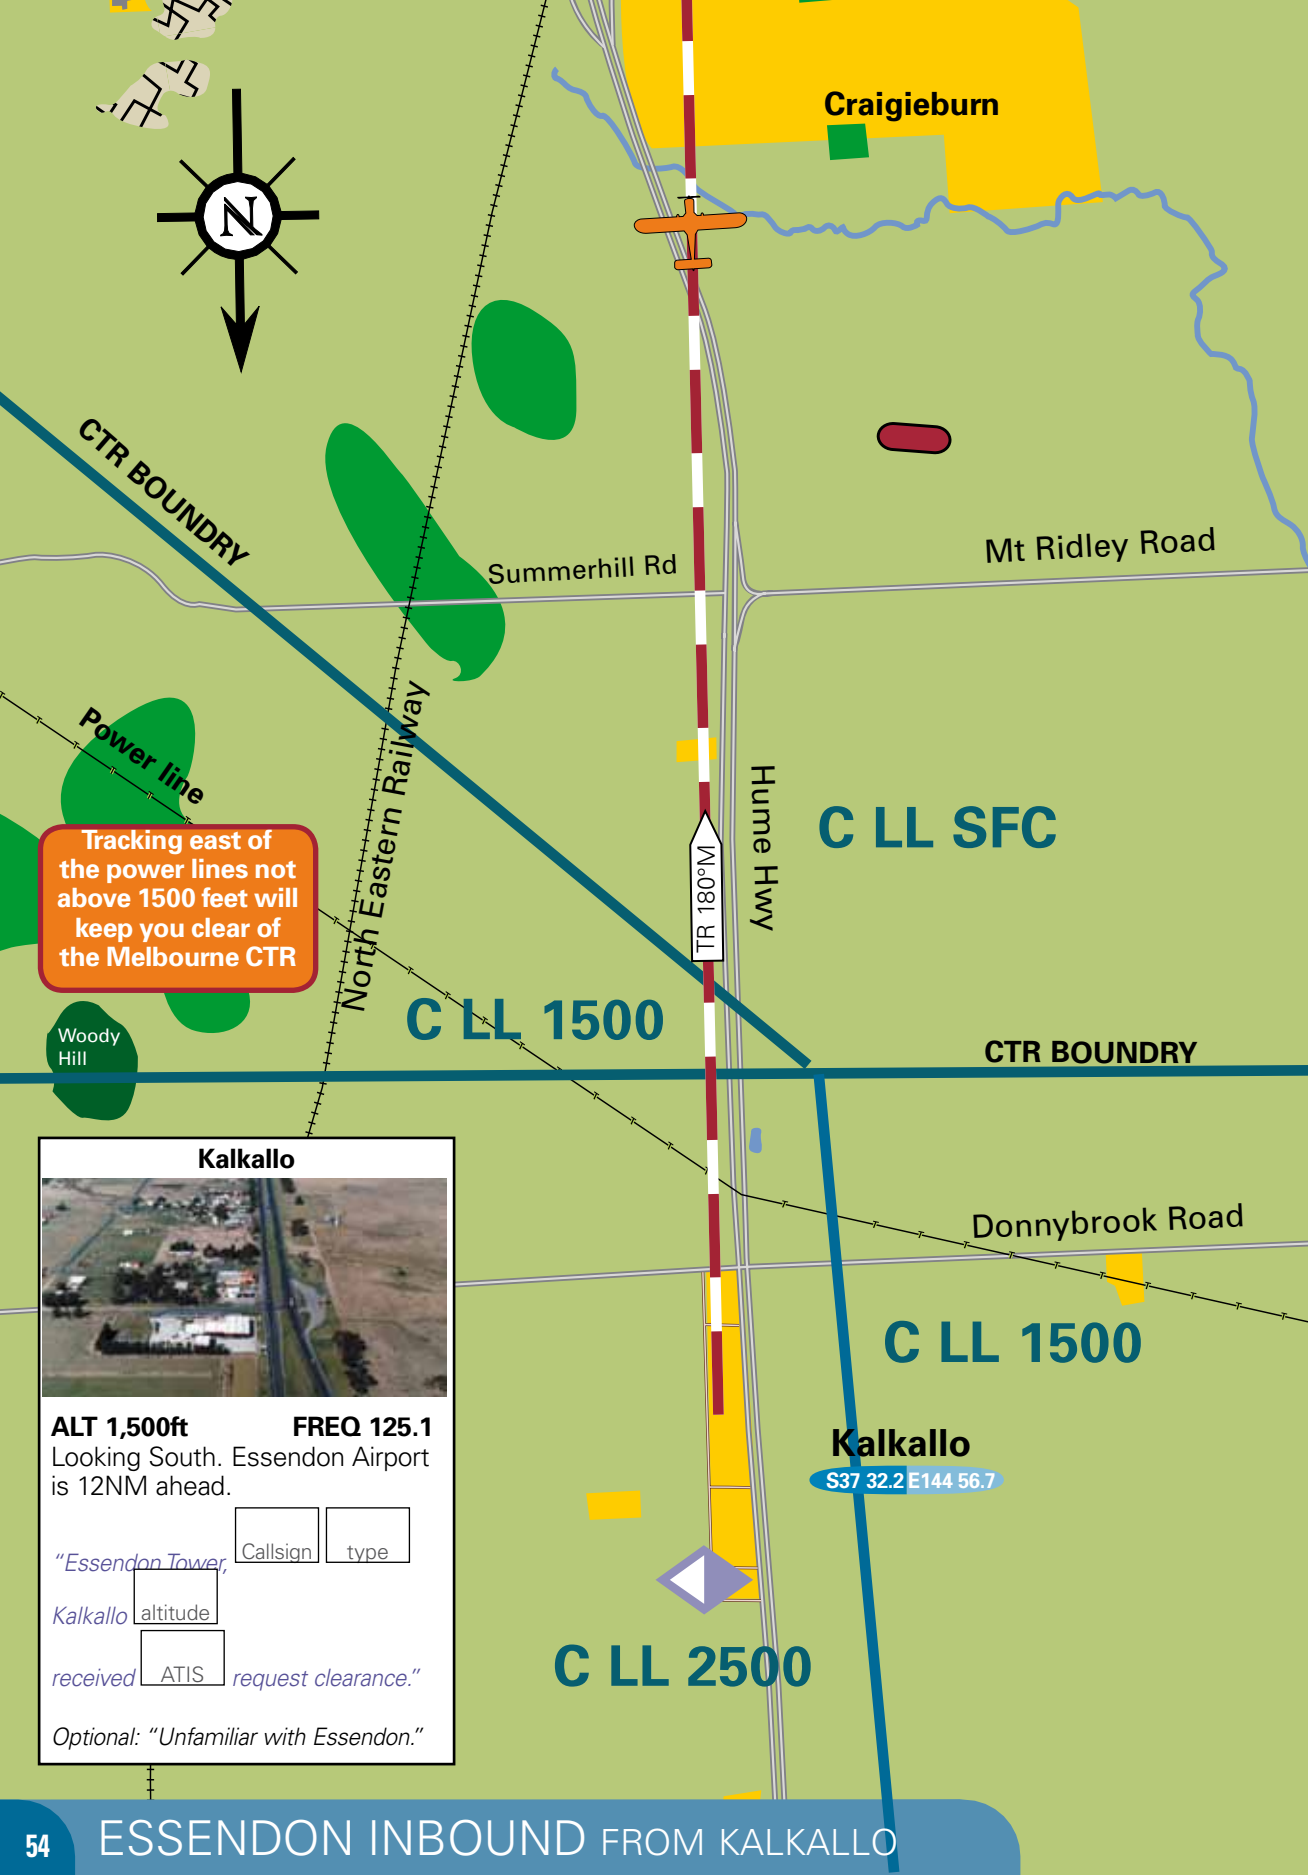 Craigieburn
N
CTR BOUNDRY
Summerhill Rd
Mt Ridley Road
Power line
North Eastern Railway
Hume Hwy
C LL SFC
TR 180°M
Tracking east of
the power lines not
above 1500 feet will
keep you clear of
the Melbourne CTR
C LL 1500
Woody
Hill
CTR BOUNDRY
Donnybrook Road
C LL 1500
Kalkallo
S37 32.2 E144 56.7
C LL 2500
Kalkallo
ALT 1,500ft FREQ 125.1
Looking South. Essendon Airport
is 12NM ahead.
“Essendon Tower, Callsign type
Kalkallo altitude
received ATIS request clearance.”
Optional: “Unfamiliar with Essendon.”
54 ESSENDON INBOUND FROM KALKALLO